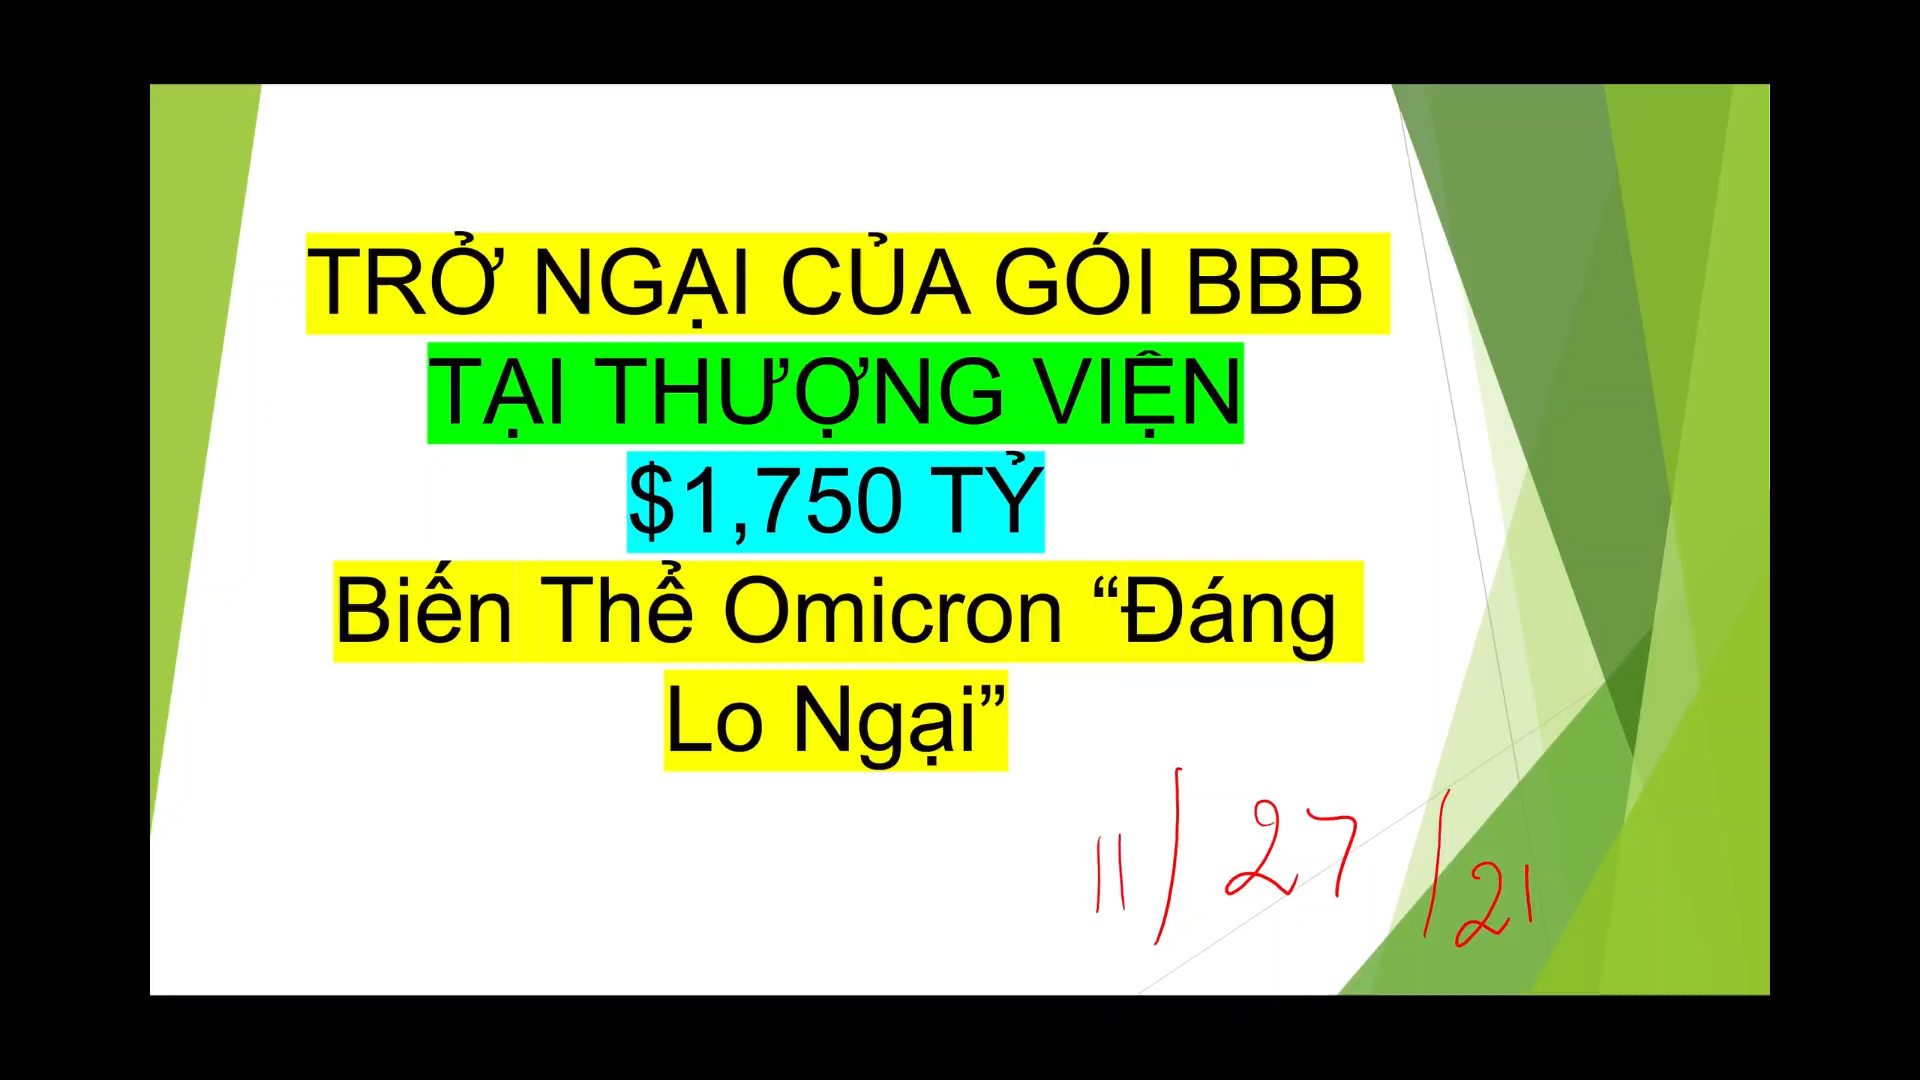 TRỞ NGẠI CỦA GÓI BBB
TẠI THƯỢNG VIỆN
$1,750 TỶ
Biến Thể Omicron “Đáng
Lo Ngại”
11/27/21